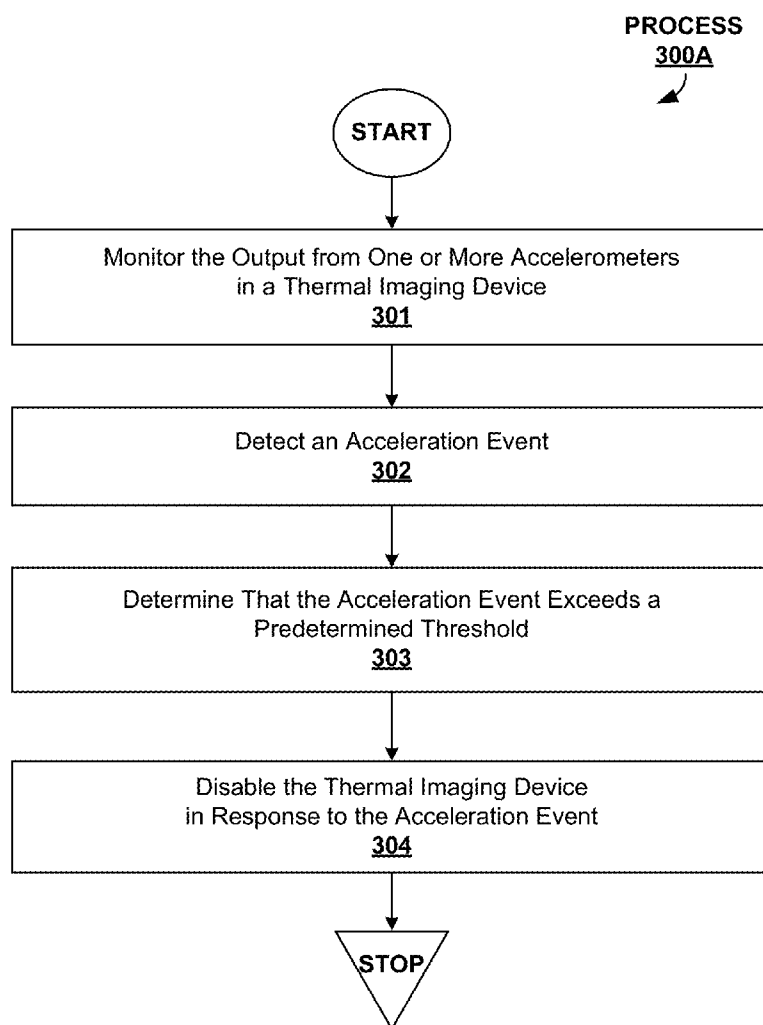 PROCESS
300A
START
Monitor the Output from One or More Accelerometers
in a Thermal Imaging Device
301
Detect an Acceleration Event
302
Determine That the Acceleration Event Exceeds a
Predetermined Threshold
303
Disable the Thermal Imaging Device
in Response to the Acceleration Event
304
STOP